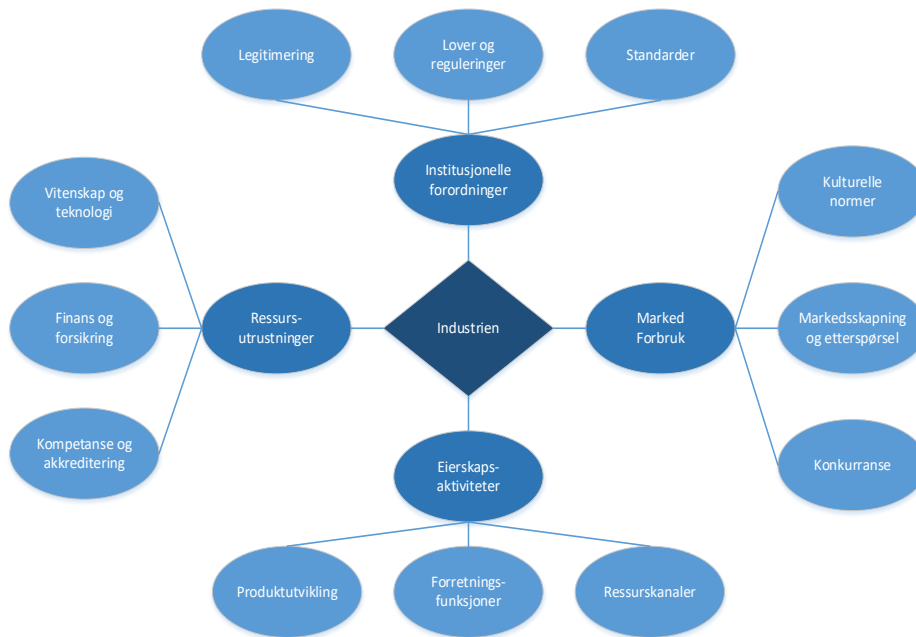 Legitimering
Lover og
reguleringer
Standarder
Institusjonelle
forordninger
Vitenskap og
teknologi
Kulturelle
normer
Finans og
forsikring
Ressurs-
utrustninger
Industrien
Marked
Forbruk
Markedsskapning
og etterspørsel
Kompetanse og
akkreditering
Eierskaps-
aktiviteter
Konkurranse
Produktutvikling
Forretnings-
funksjoner
Ressurskanaler